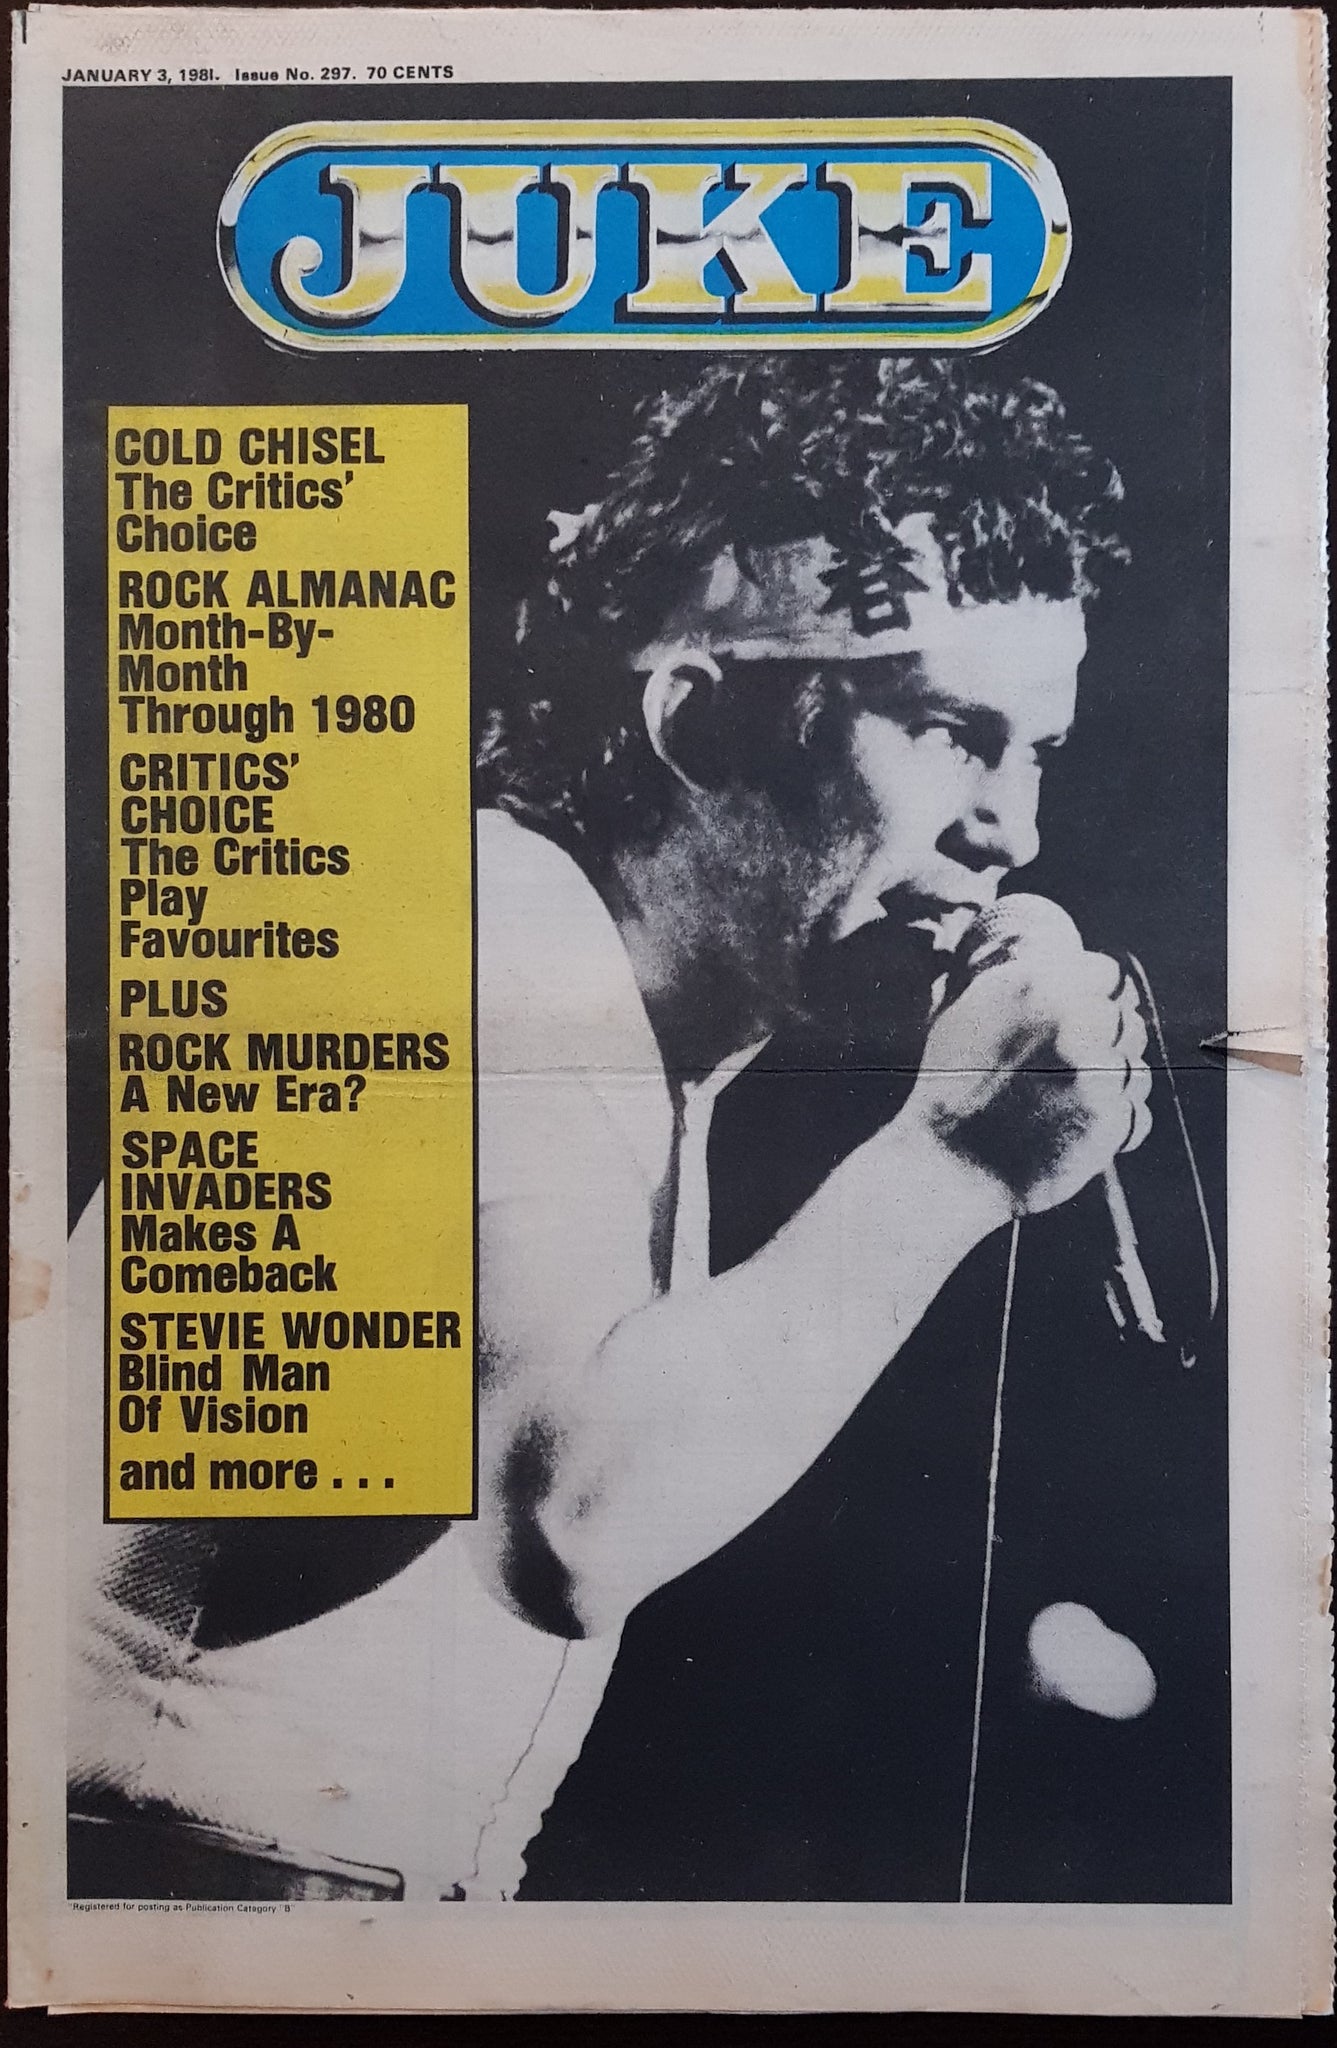 JANUARY 3, 1981. Issue No. 297. 70 CENTS
JUKE
COLD CHISEL
The Critics'
Choice
ROCK ALMANAC
Month-By-
Month
Through 1980
CRITICS'
CHOICE
The Critics
Play
Favourites
PLUS
ROCK MURDERS
A New Era?
SPACE
INVADERS
Makes A
Comeback
STEVIE WONDER
Blind Man
Of Vision
and more . . .
"Registered for posting as Publication Catagory "B"